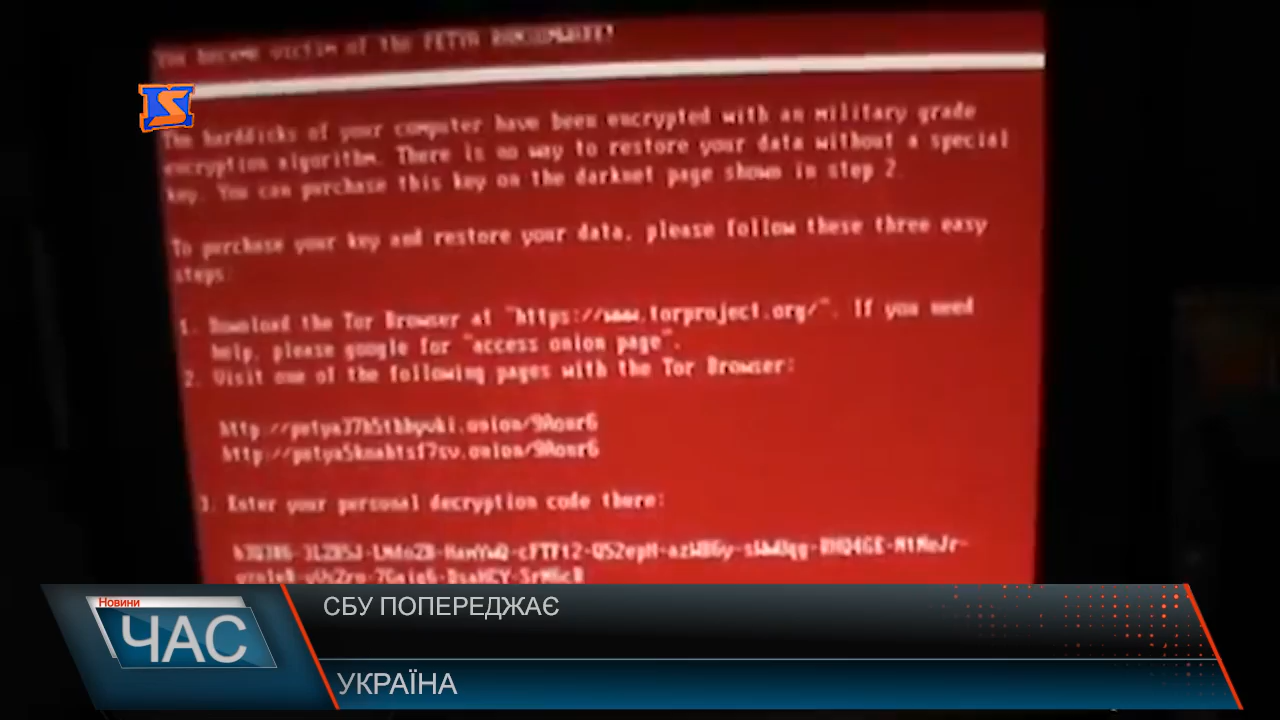 You became victim of the PETYA RANSOMWARE!
The harddisks of your computer have been encrypted with an military grade
encryption algorithm. There is no way to restore your data without a special
key. You can purchase this key on the darknet page shown in step 2.
To purchase your key and restore your data, please follow these three easy
steps:
1. Download the Tor Browser at "https://www.torproject.org/". If you need
help, please google for "access onion page".
2. Visit one of the following pages with the Tor Browser:
3. Enter your personal decryption code there:
Новини
ЧАС
СБУ ПОПЕРЕДЖАЄ
УКРАЇНА